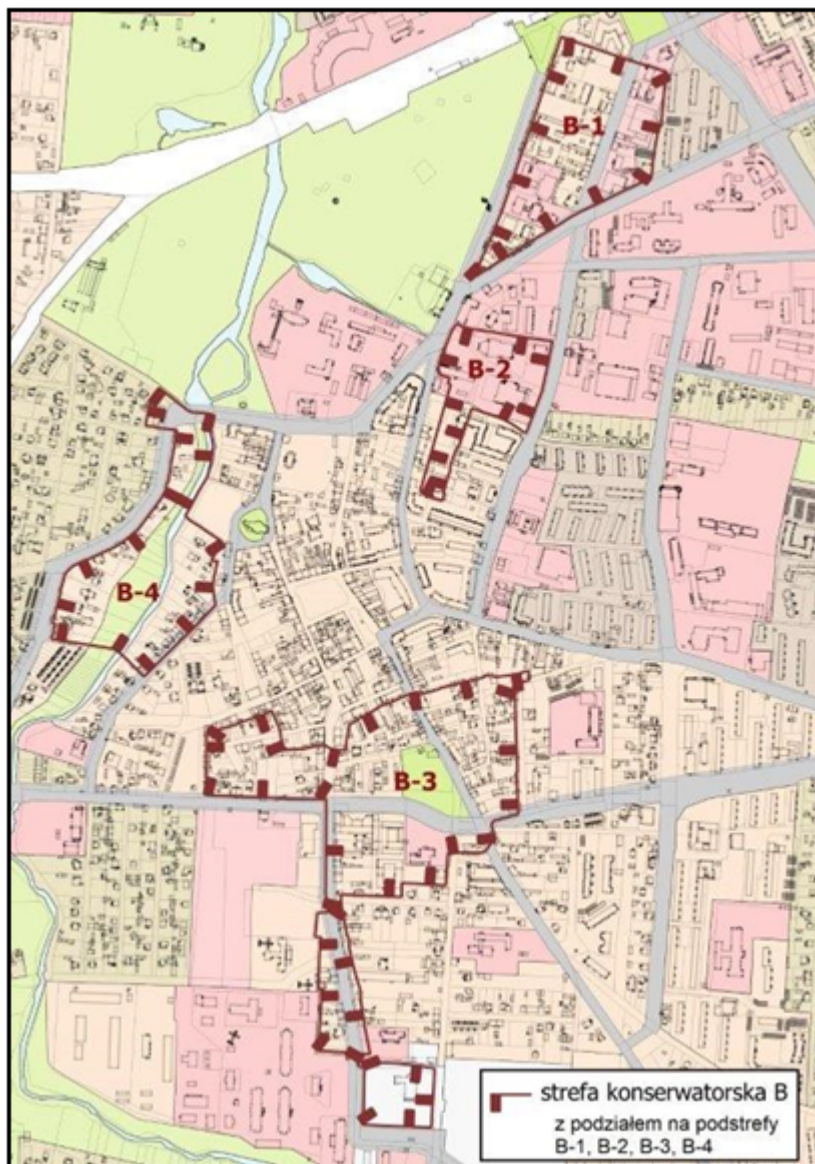 B-1
B-2
B-4
B-3
strefa konserwatorska B
z podziałem na podstrefy
B-1, B-2, B-3, B-4